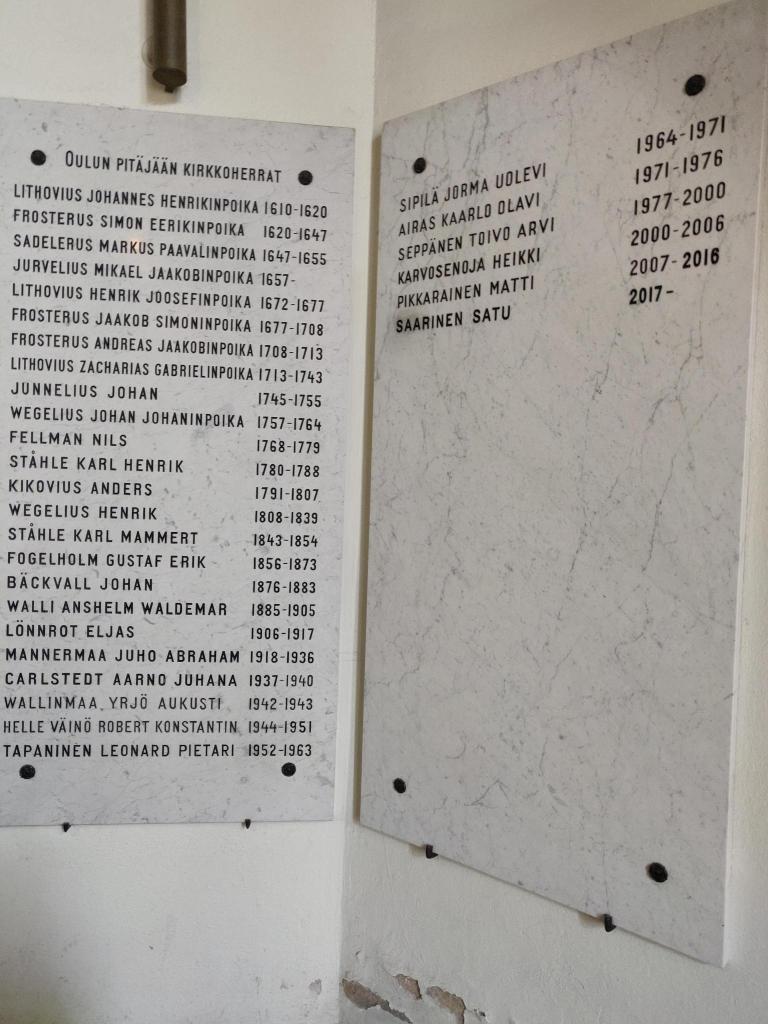 OULUN PITÄJÄÄN KIRKKOHERRAT
LITHOVIUS JOHANNES HENRIKINPOIKA 1610-1620
FROSTERUS SIMON EERIKINPOIKA 1620-1647
SADELERUS MARKUS PAAVALINPOIKA 1647-1655
JURVELIUS MIKAEL JAAKOBINPOIKA 1657-
LITHOVIUS HENRIK JOOSEFINPOIKA 1672-1677
FROSTERUS JAAKOB SIMONINPOIKA 1677-1708
FROSTERUS ANDREAS JAAKOBINPOIKA 1708-1713
LITHOVIUS ZACHARIAS GABRIELINPOIKA 1713-1743
JUNNELIUS JOHAN 1745-1755
WEGELIUS JOHAN JOHANINPOIKA 1757-1764
FELLMAN NILS 1768-1779
STÅHLE KARL HENRIK 1780-1788
KIKOVIUS ANDERS 1791-1807
WEGELIUS HENRIK 1808-1839
STÅHLE KARL MAMMERT 1843-1854
FOGELHOLM GUSTAF ERIK 1856-1873
BÄCKVALL JOHAN 1876-1883
WALLI ANSHELM WALDEMAR 1885-1905
LÖNNROT ELJAS 1906-1917
MANNERMAA JUHO ABRAHAM 1918-1936
CARLSTEDT AARNO JUHANA 1937-1940
WALLINMAA YRJÖ AUKUSTI 1942-1943
HELLE VÄINÖ ROBERT KONSTANTIN 1944-1951
TAPANINEN LEONARD PIETARI 1952-1963
SIPILÄ JORMA UOLEVI 1964-1971
AIRAS KAARLO OLAVI 1971-1976
SEPPÄNEN TOIVO ARVI 1977-2000
KARVOSENOJA HEIKKI 2000-2006
PIKKARAINEN MATTI 2007-2016
SAARINEN SATU 2017-